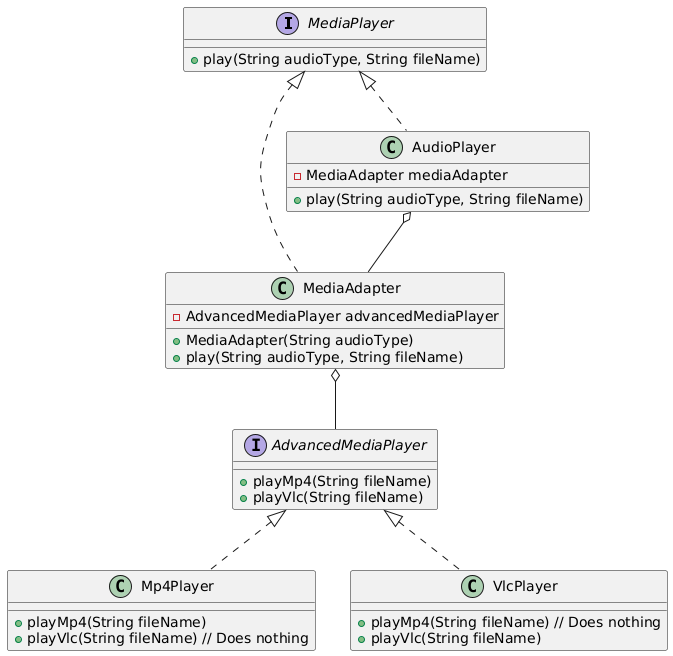 I MediaPlayer
play(String audioType, String fileName)
C AudioPlayer
MediaAdapter mediaAdapter
play(String audioType, String fileName)
C MediaAdapter
AdvancedMediaPlayer advancedMediaPlayer
MediaAdapter(String audioType)
play(String audioType, String fileName)
I AdvancedMediaPlayer
playMp4(String fileName)
playVlc(String fileName)
C Mp4Player
playMp4(String fileName)
playVlc(String fileName) // Does nothing
C VlcPlayer
playMp4(String fileName) // Does nothing
playVlc(String fileName)